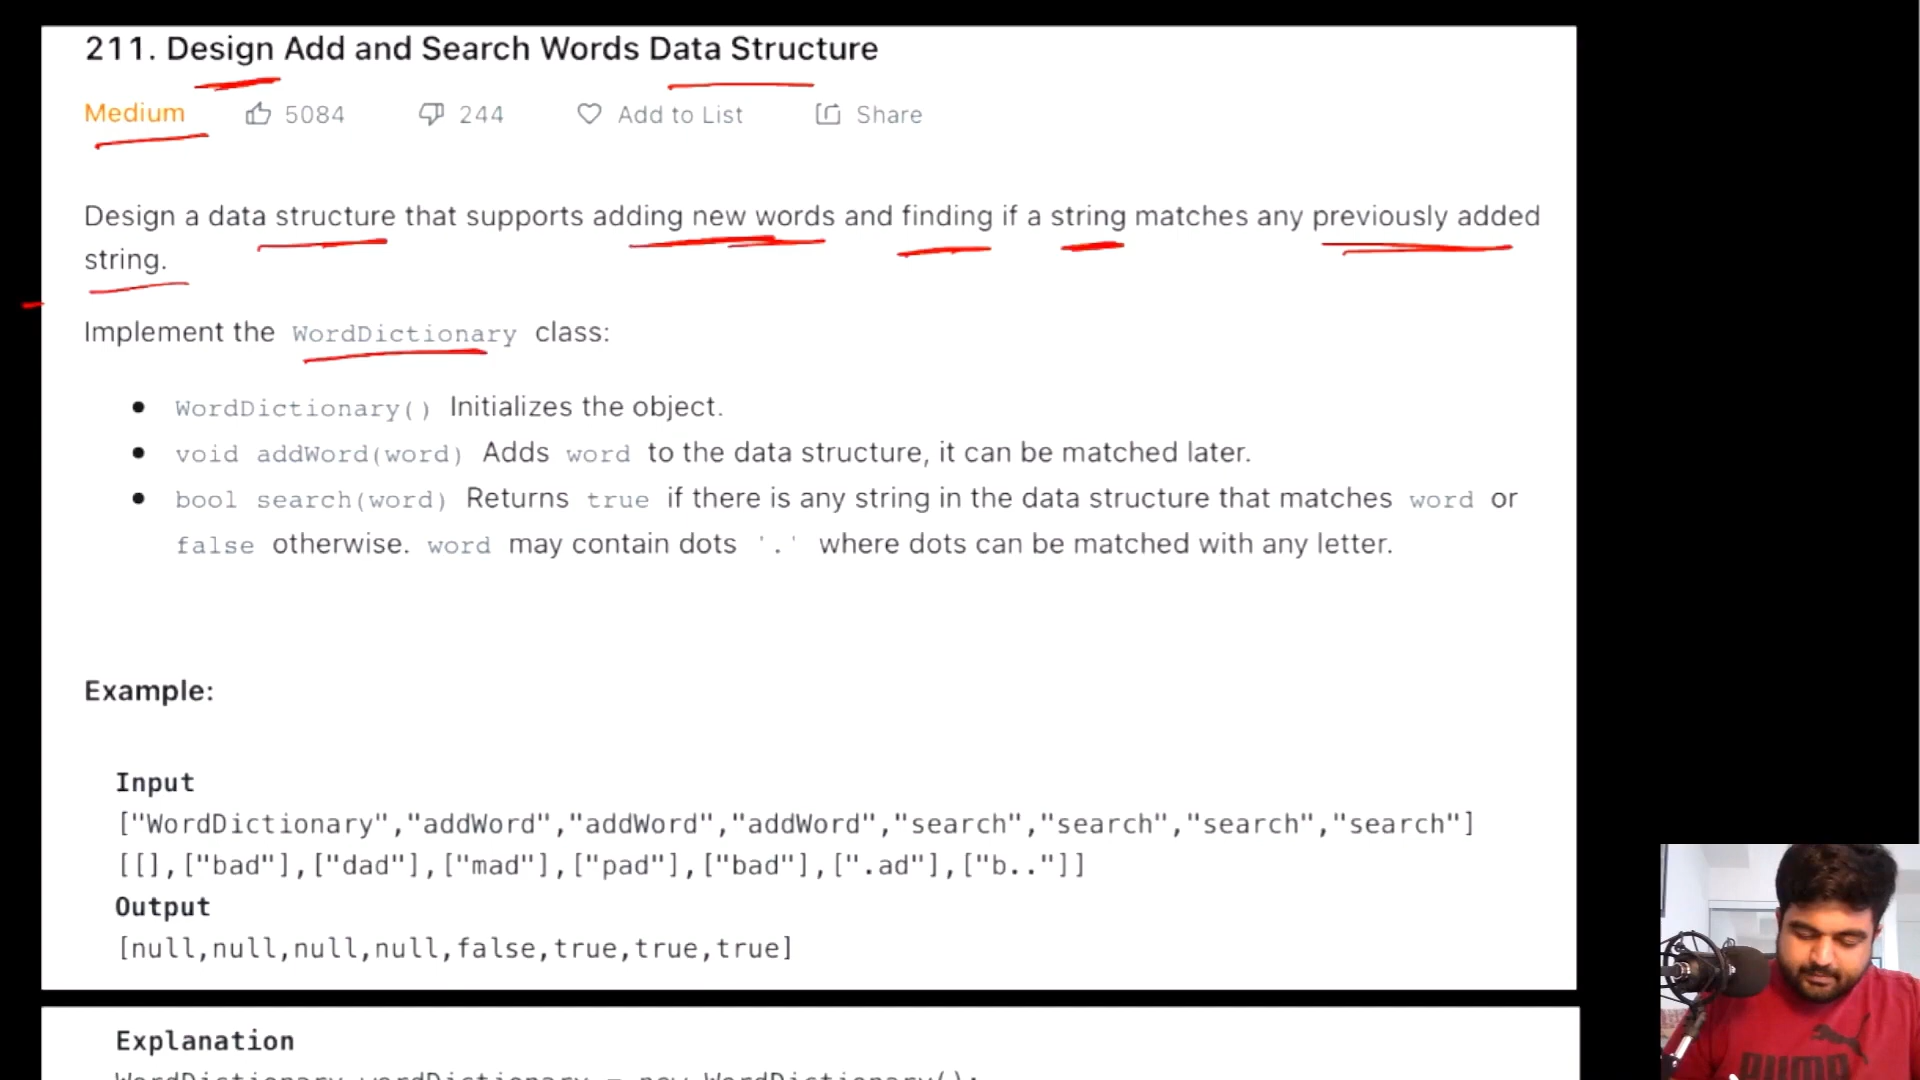 211. Design Add and Search Words Data Structure
Medium 5084 244 Add to List Share
Design a data structure that supports adding new words and finding if a string matches any previously added
string.
Implement the WordDictionary class:
WordDictionary() Initializes the object.
void addWord(word) Adds word to the data structure, it can be matched later.
bool search(word) Returns true if there is any string in the data structure that matches word or
false otherwise. word may contain dots '.' where dots can be matched with any letter.
Example:
Input
["WordDictionary","addWord","addWord","addWord","search","search","search","search"]
[[],["bad"],["dad"],["mad"],["pad"],["bad"],[".ad"],["b.."]]
Output
[null,null,null,null,false,true,true,true]
Explanation
WordDictionary wordDictionary = new WordDictionary();
PUMA